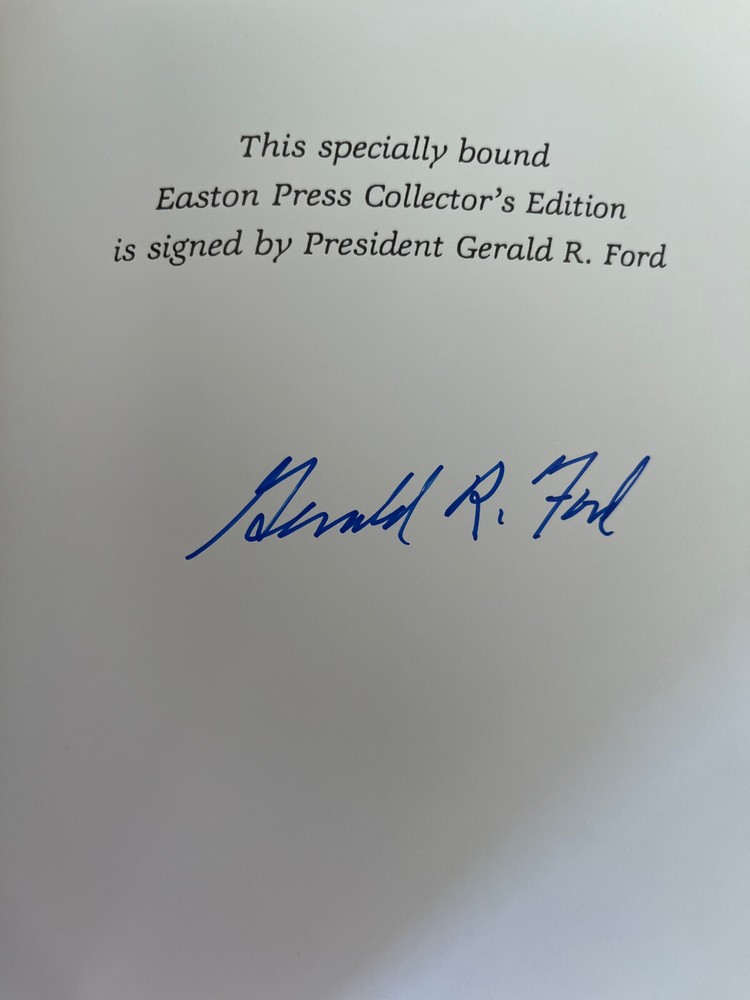 This specially bound
Easton Press Collector's Edition
is signed by President Gerald R. Ford
Gerald R. Ford